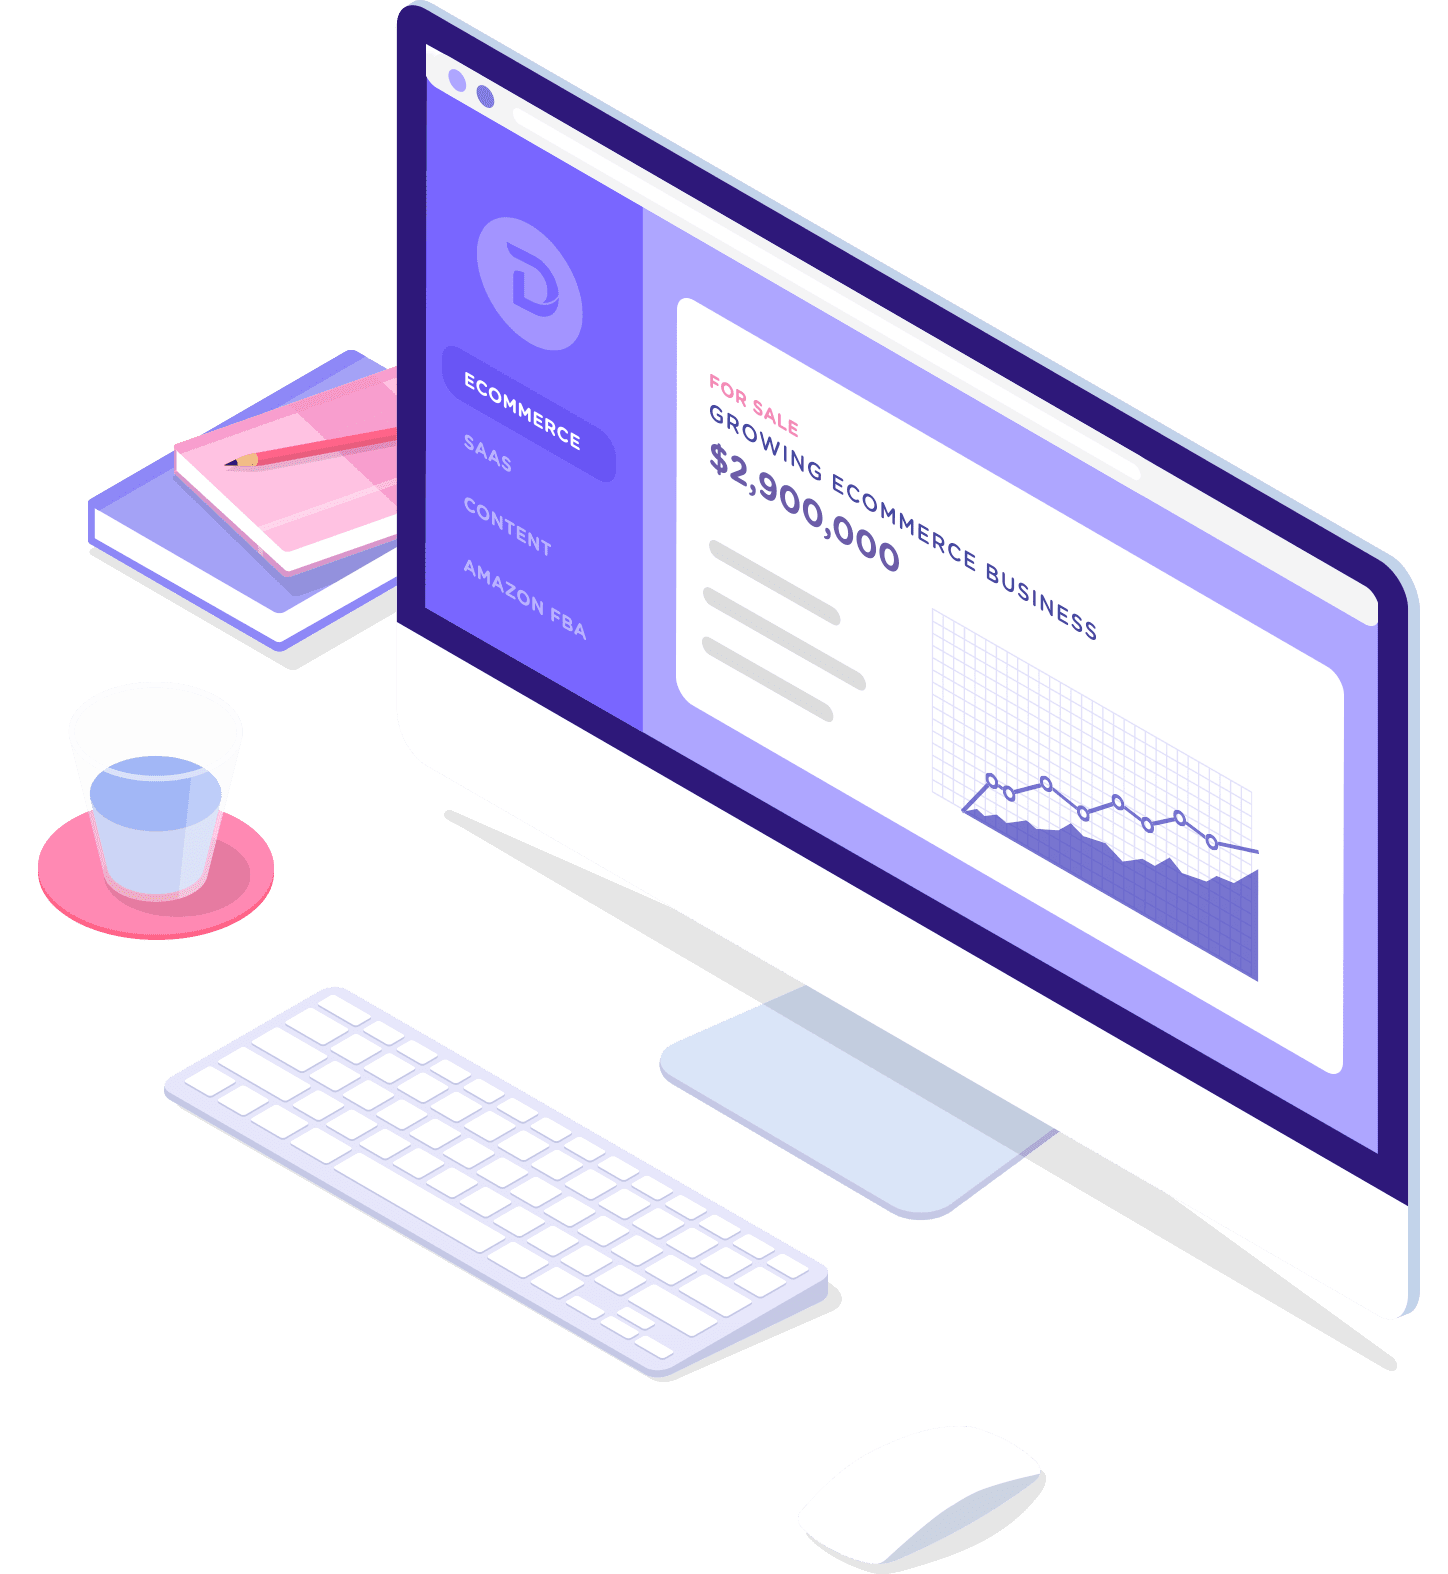 D
ECOMMERCE
SAAS
CONTENT
AMAZON FBA
FOR SALE
GROWING ECOMMERCE BUSINESS
$2,900,000